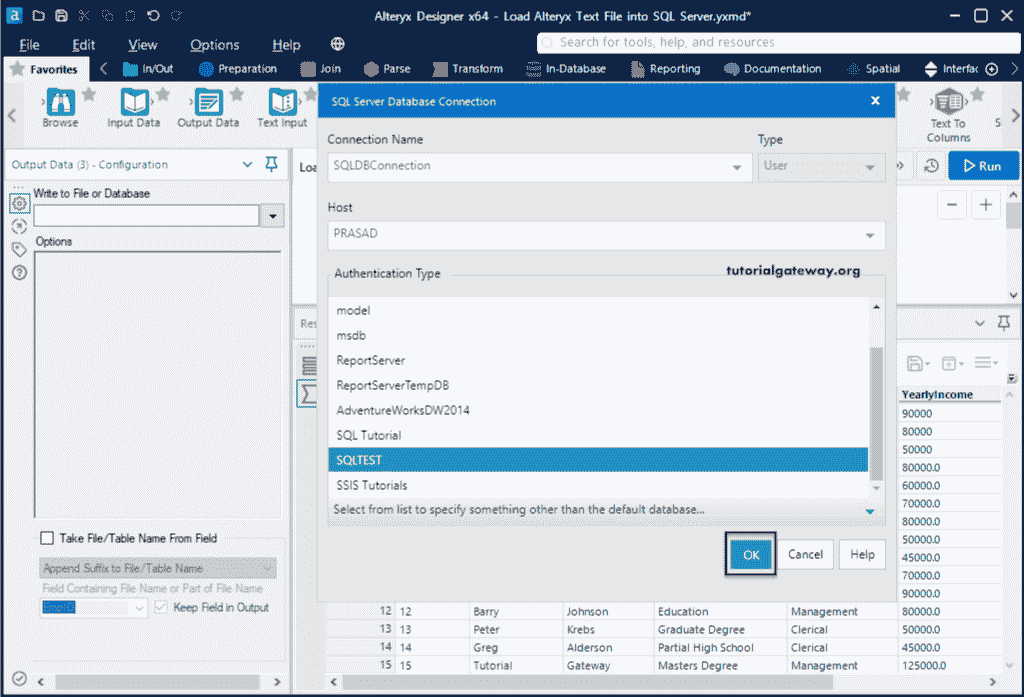 Alteryx Designer x64 - Load Alteryx Text File into SQL Server.yxmd*
File Edit View Options Help
Search for tools, help, and resources
Favorites In/Out Preparation Join Parse Transform In-Database Reporting Documentation Spatial Interfac
Browse Input Data Output Data Text Input
Text To
Columns
S
SQL Server Database Connection
Connection Name Type
SQLDBConnection User
Host
PRASAD
Authentication Type
tutorialgateway.org
model
msdb
ReportServer
ReportServerTempDB
AdventureWorksDW2014
SQL Tutorial
SQLTEST
SSIS Tutorials
Select from list to specify something other than the default database...
OK Cancel Help
Output Data (3) - Configuration
Write to File or Database
Options
Take File/Table Name From Field
Append Suffix to File/Table Name
Field Containing File Name or Part of File Name
EmpID Keep Field in Output
Loa
Run
Res
YearlyIncome
90000
80000
50000
80000.0
60000.0
70000.0
80000.0
50000.0
45000.0
70000.0
90000.0
12 12 Barry Johnson Education Management 80000.0
13 13 Peter Krebs Graduate Degree Clerical 50000.0
14 14 Greg Alderson Partial High School Clerical 45000.0
15 15 Tutorial Gateway Masters Degree Management 125000.0